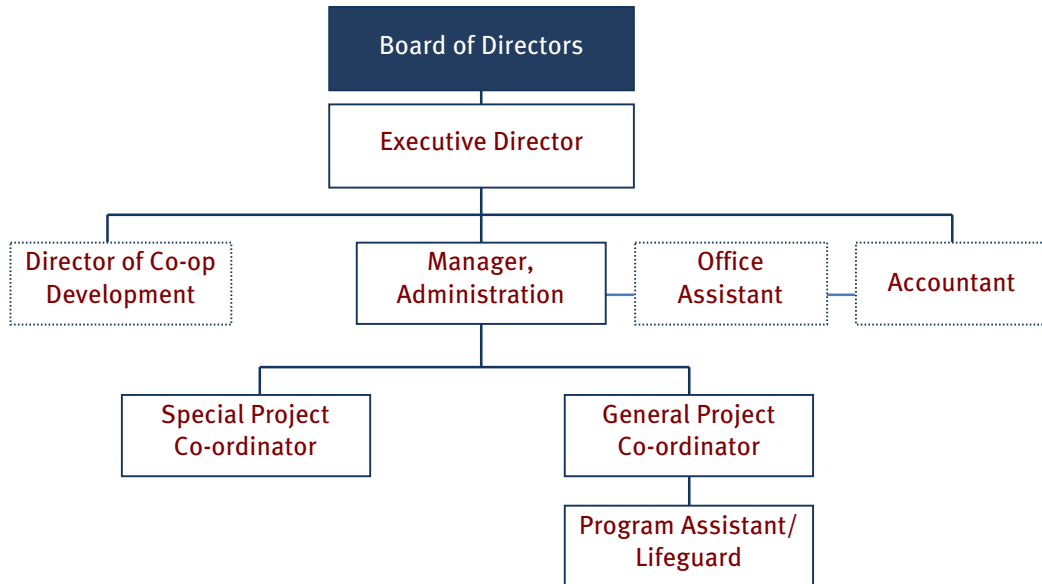 Board of Directors
Executive Director
Director of Co-op
Development
Manager,
Administration
Office
Assistant
Accountant
Special Project
Co-ordinator
General Project
Co-ordinator
Program Assistant/
Lifeguard